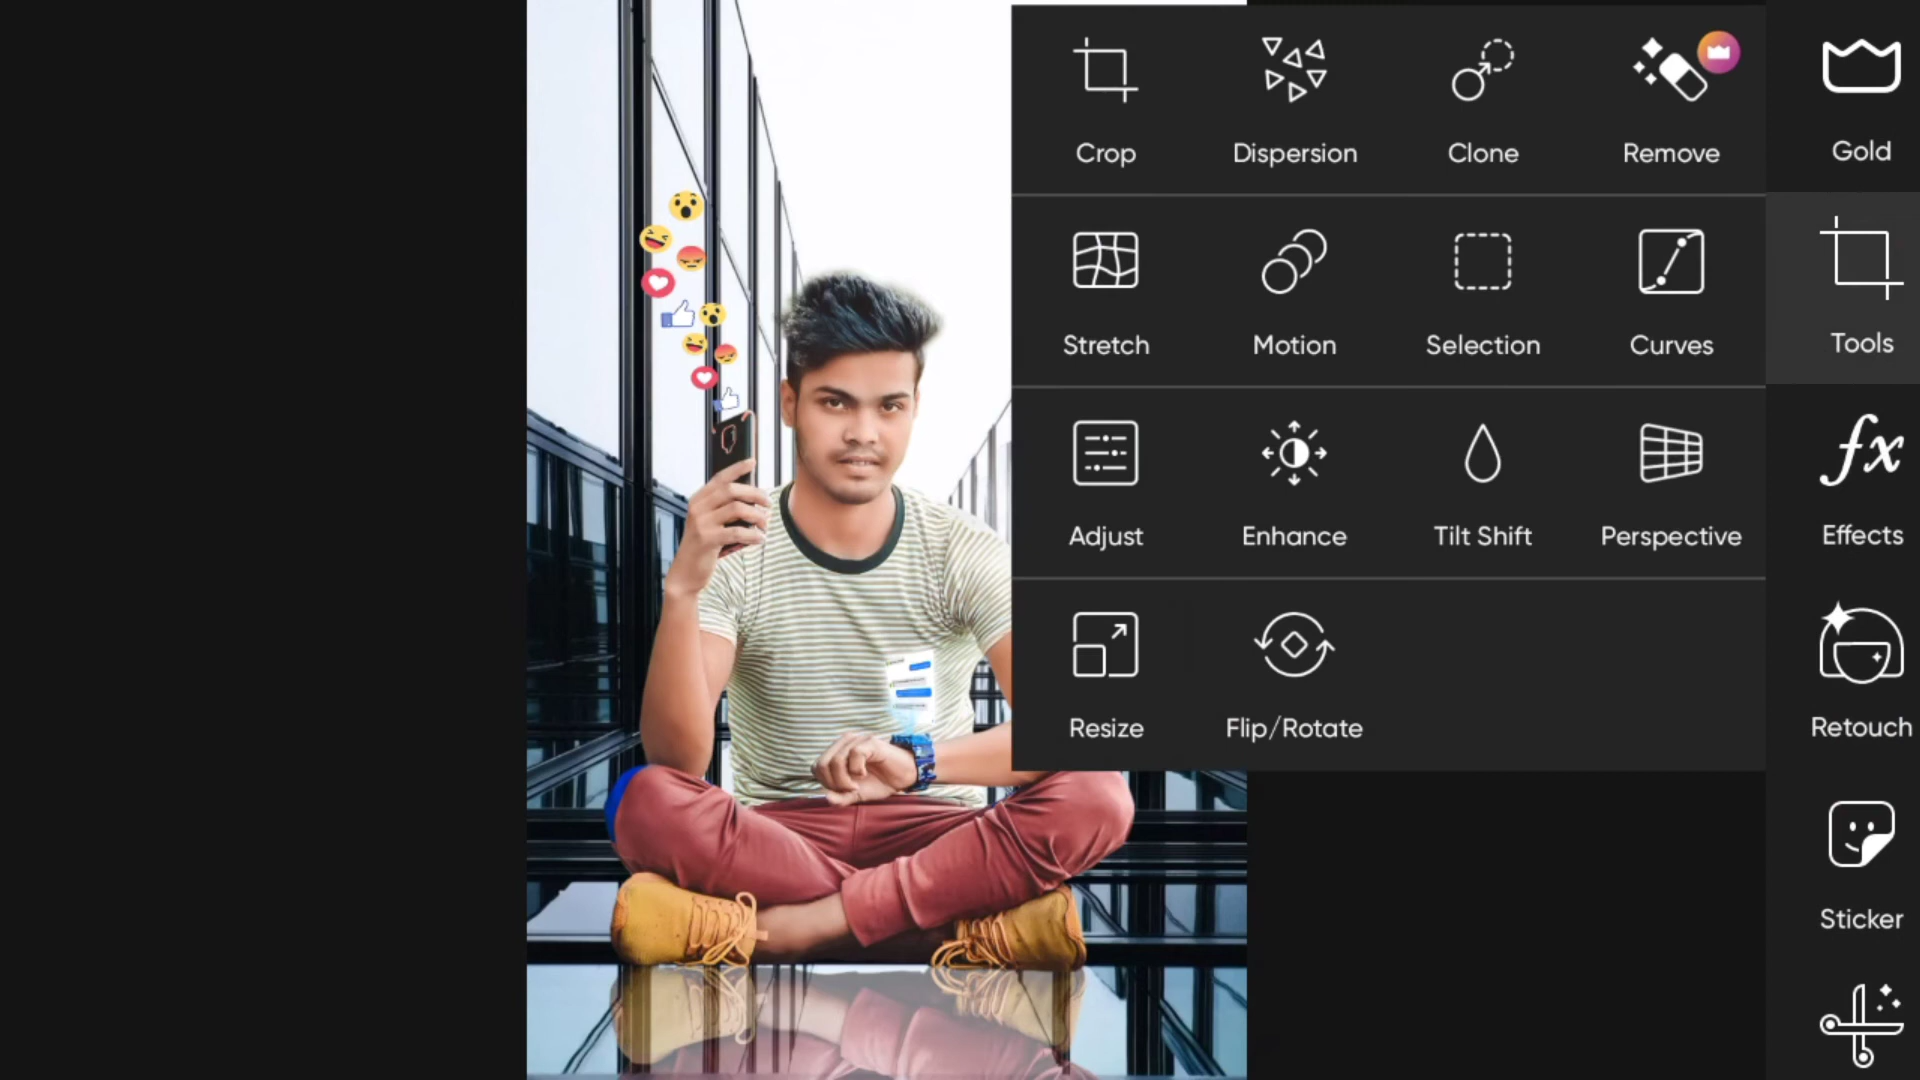 Crop Dispersion Clone Remove Gold
Stretch Motion Selection Curves Tools
Adjust Enhance Tilt Shift Perspective Effects
Resize Flip/Rotate Retouch
Sticker